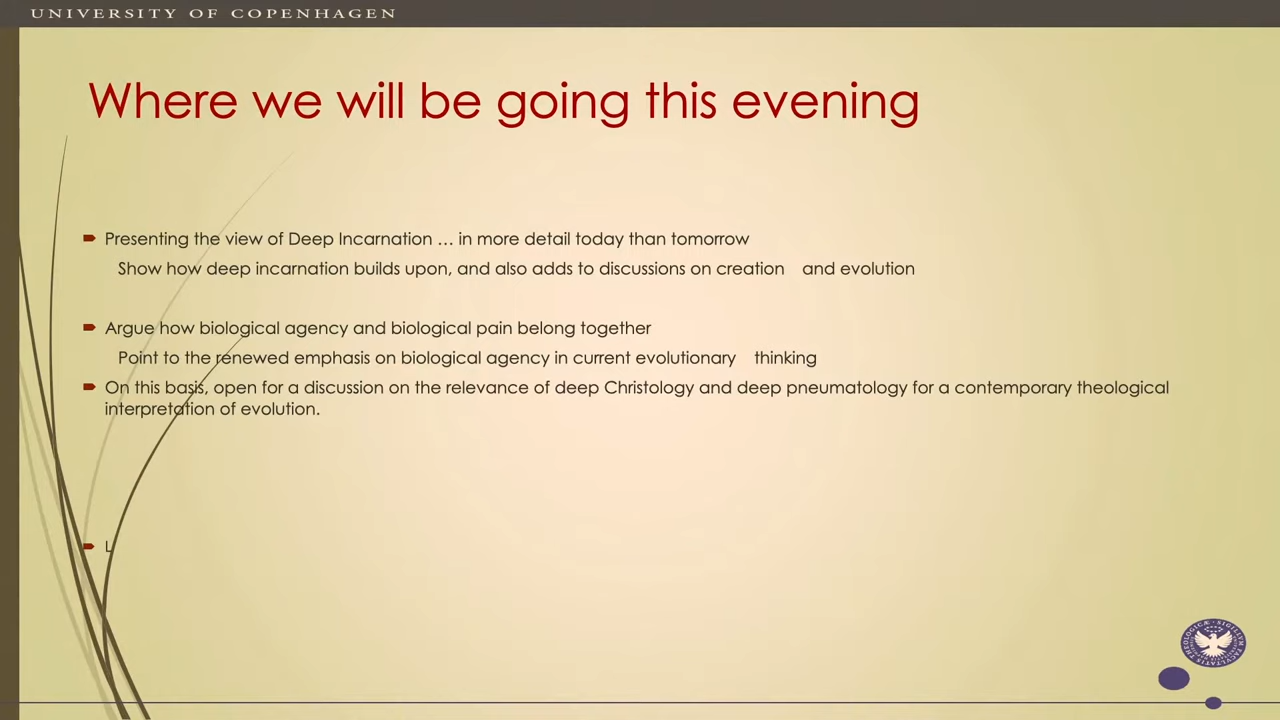 UNIVERSITY OF COPENHAGEN
Where we will be going this evening
Presenting the view of Deep Incarnation … in more detail today than tomorrow
Show how deep incarnation builds upon, and also adds to discussions on creation and evolution
Argue how biological agency and biological pain belong together
Point to the renewed emphasis on biological agency in current evolutionary thinking
On this basis, open for a discussion on the relevance of deep Christology and deep pneumatology for a contemporary theological
interpretation of evolution.
L